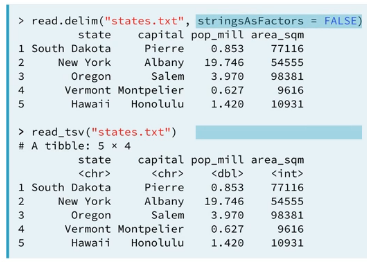 > read.delim("states.txt", stringsAsFactors = FALSE)
state capital pop_mill area_sqm
1 South Dakota Pierre 0.853 77116
2 New York Albany 19.746 54555
3 Oregon Salem 3.970 98381
4 Vermont Montpelier 0.627 9616
5 Hawaii Honolulu 1.420 10931
> read_tsv("states.txt")
# A tibble: 5 × 4
state capital pop_mill area_sqm
<chr> <chr> <dbl> <int>
1 South Dakota Pierre 0.853 77116
2 New York Albany 19.746 54555
3 Oregon Salem 3.970 98381
4 Vermont Montpelier 0.627 9616
5 Hawaii Honolulu 1.420 10931